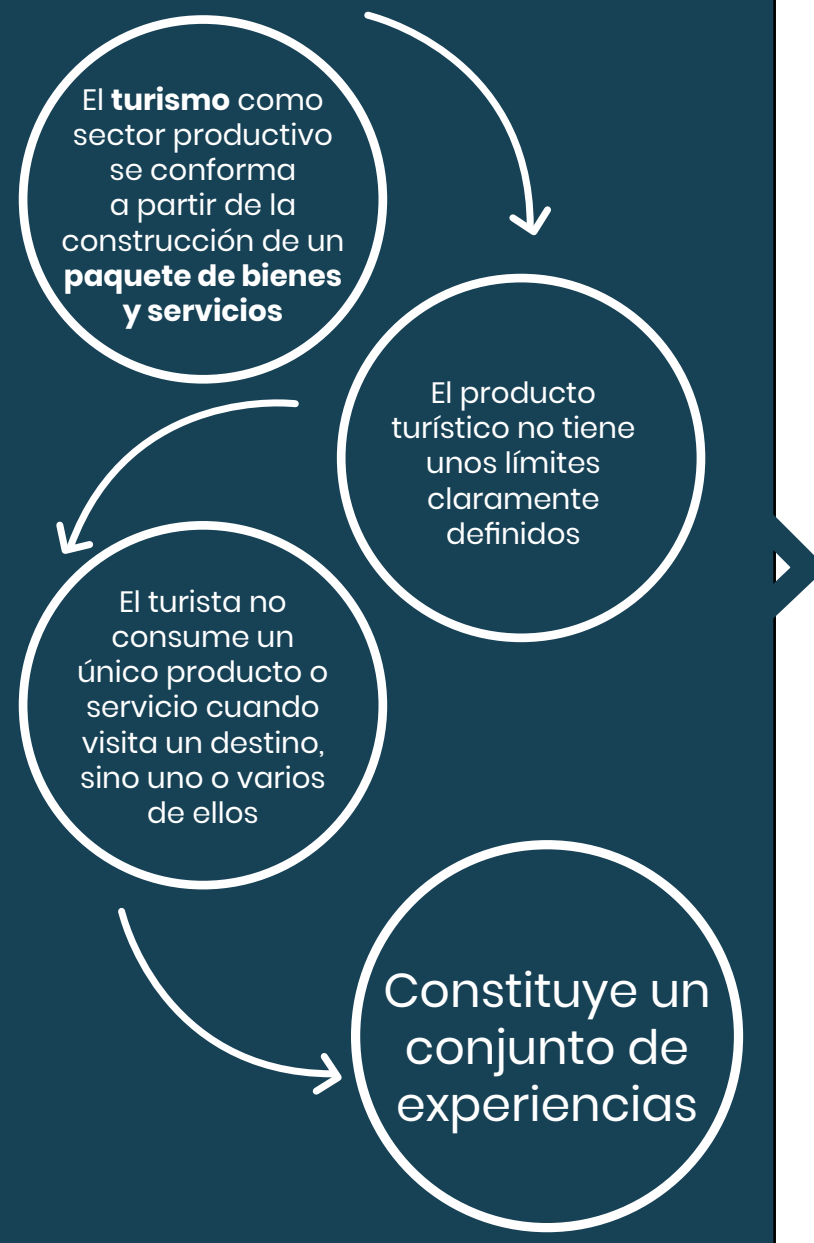 El turismo como
sector productivo
se conforma
a partir de la
construcción de un
paquete de bienes
y servicios
El producto
turístico no tiene
unos límites
claramente
definidos
El turista no
consume un
único producto o
servicio cuando
visita un destino,
sino uno o varios
de ellos
Constituye un
conjunto de
experiencias